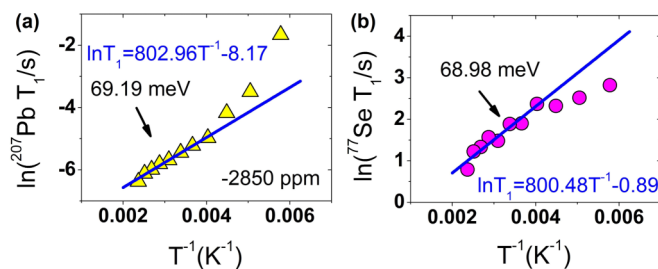 (a)
ln(²⁰⁷Pb T₁/s)
-2
-4
-6
lnT₁=802.96T⁻¹-8.17
69.19 meV
-2850 ppm
0.002 0.004 0.006
T⁻¹(K⁻¹)
(b)
ln(⁷⁷Se T₁/s)
4
3
2
1
0
68.98 meV
lnT₁=800.48T⁻¹-0.89
0.002 0.004 0.006
T⁻¹(K⁻¹)